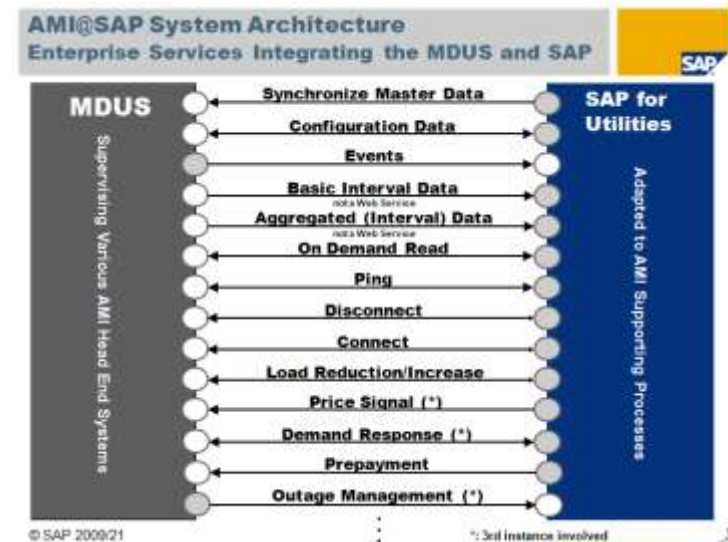 AMI@SAP System Architecture
Enterprise Services Integrating the MDUS and SAP
SAP
MDUS
Supervising Various AMI Head End Systems
Synchronize Master Data
Configuration Data
Events
Basic Interval Data
not a Web Service
Aggregated (Interval) Data
not a Web Service
On Demand Read
Ping
Disconnect
Connect
Load Reduction/Increase
Price Signal (*)
Demand Response (*)
Prepayment
Outage Management (*)
SAP for
Utilities
Adapted to AMI Supporting Processes
© SAP 2009/21
*: 3rd instance involved